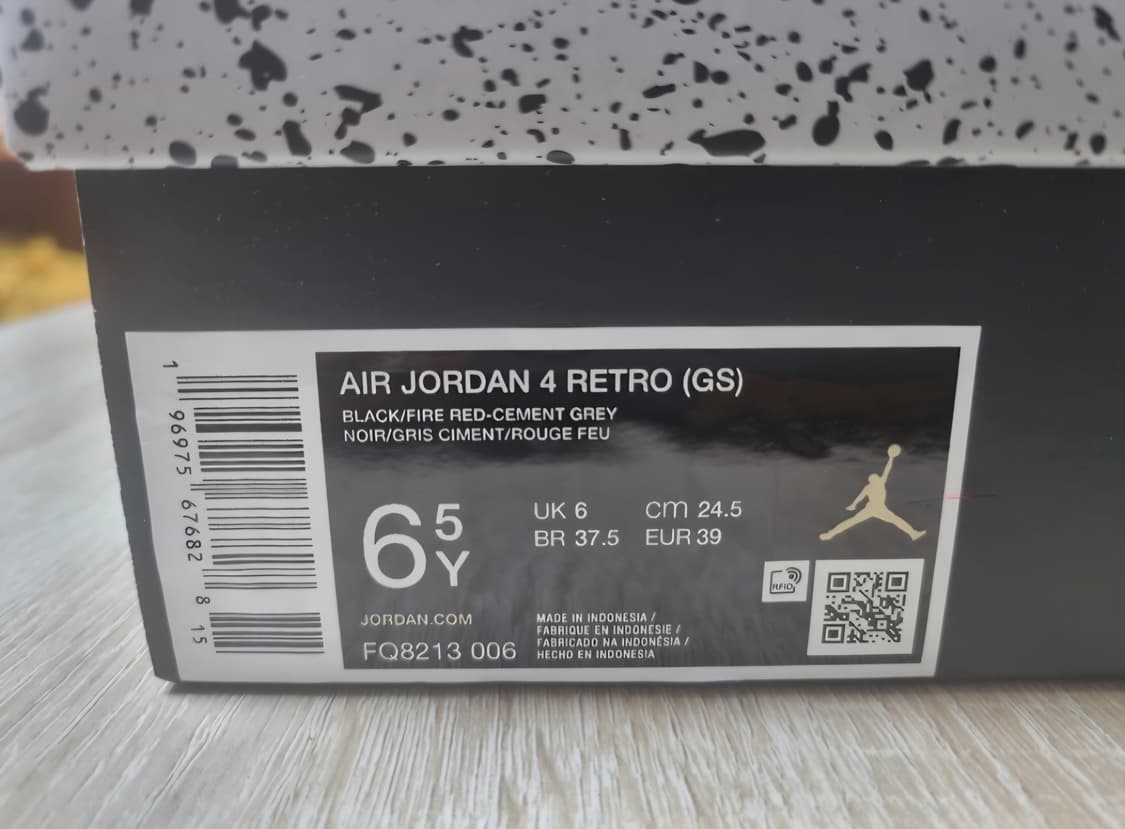 AIR JORDAN 4 RETRO (GS)
BLACK/FIRE RED-CEMENT GREY
NOIR/GRIS CIMENT/ROUGE FEU
6 5 Y
UK 6 cm 24.5
BR 37.5 EUR 39
RFID
JORDAN.COM
FQ8213 006
MADE IN INDONESIA /
FABRIQUE EN INDONESIE /
FABRICADO NA INDONÉSIA /
HECHO EN INDONESIA
1 96975 67682 8 15